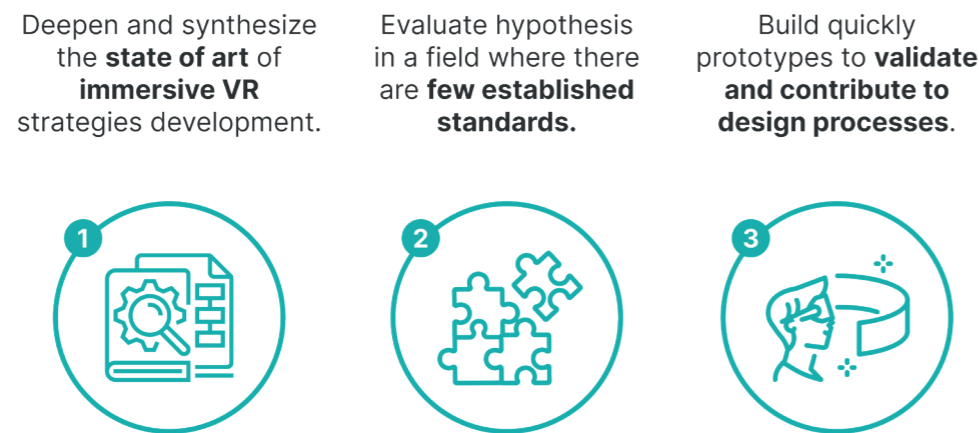 Deepen and synthesize
the state of art of
immersive VR
strategies development.
Evaluate hypothesis
in a field where there
are few established
standards.
Build quickly
prototypes to validate
and contribute to
design processes.
1
2
3